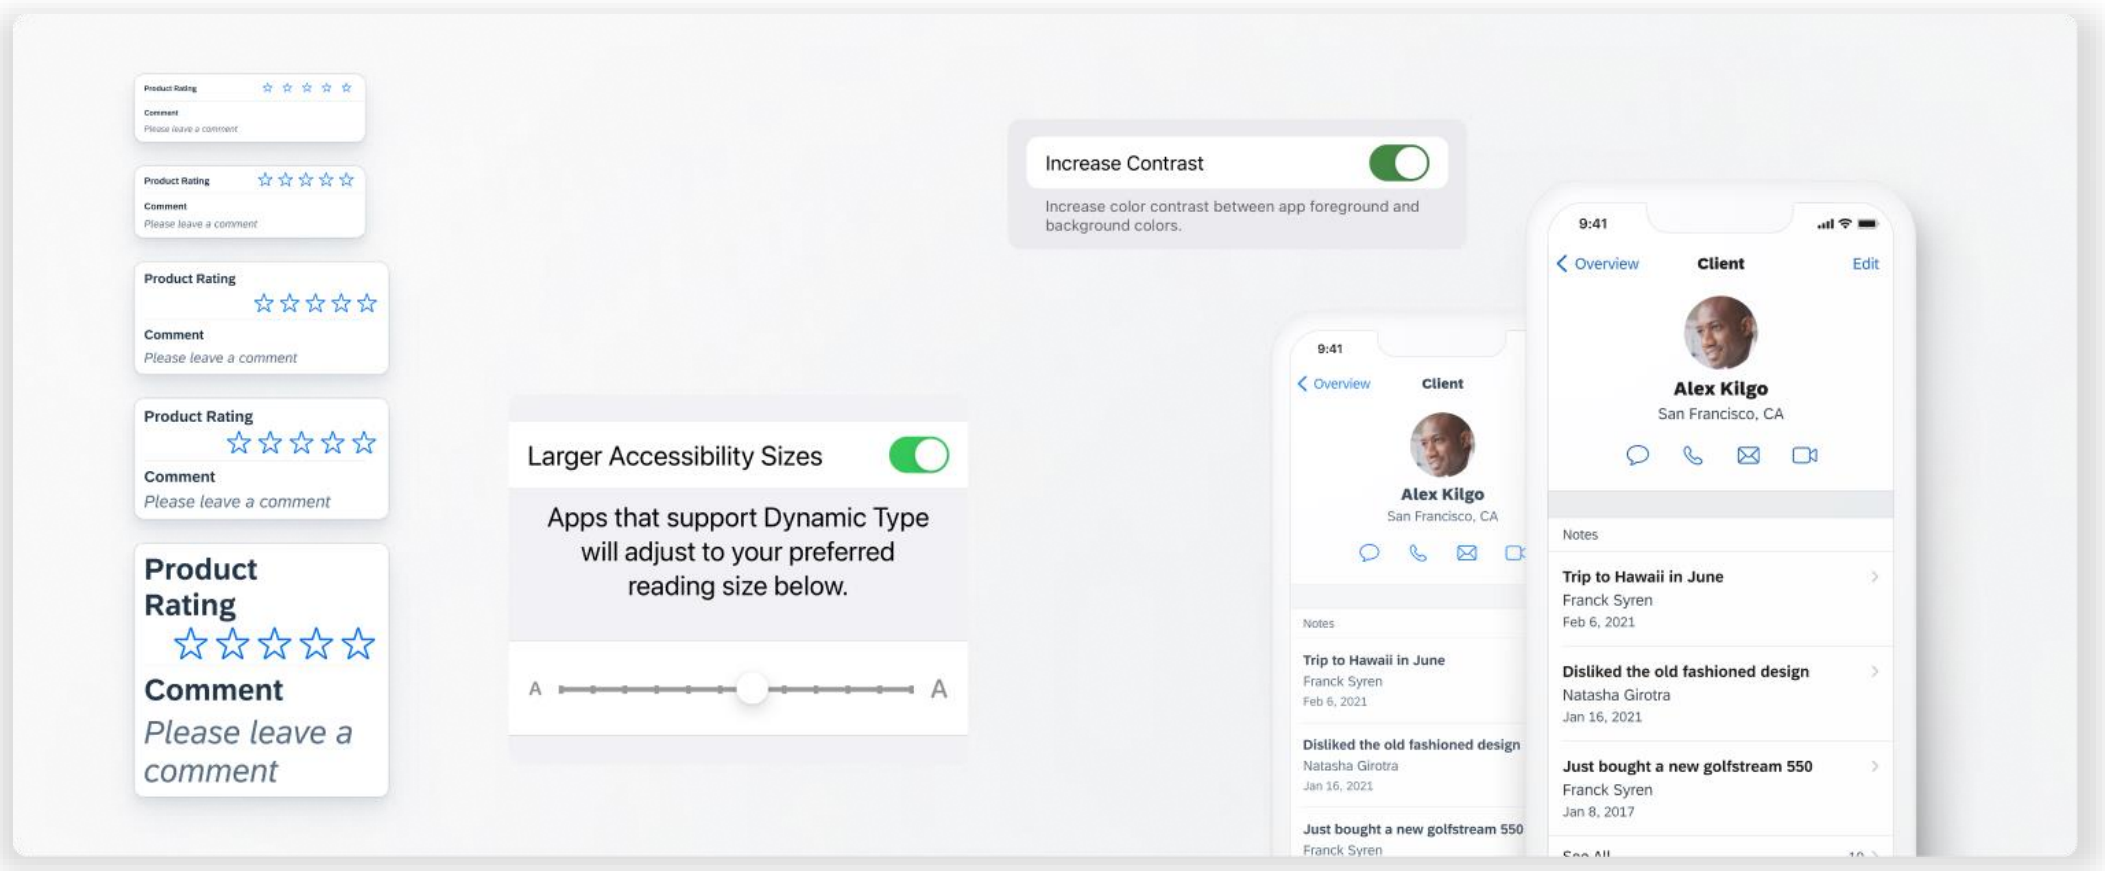 Product Rating
Comment
Please leave a comment
Product Rating
Comment
Please leave a comment
Product Rating
Comment
Please leave a comment
Product Rating
Comment
Please leave a comment
Product
Rating
Comment
Please leave a
comment
Larger Accessibility Sizes
Apps that support Dynamic Type
will adjust to your preferred
reading size below.
A A
Increase Contrast
Increase color contrast between app foreground and
background colors.
9:41
Overview Client
Alex Kilgo
San Francisco, CA
Notes
Trip to Hawaii in June
Franck Syren
Feb 6, 2021
Disliked the old fashioned design
Natasha Girotra
Jan 16, 2021
Just bought a new golfstream 550
Franck Syren
9:41
Overview Client Edit
Alex Kilgo
San Francisco, CA
Notes
Trip to Hawaii in June
Franck Syren
Feb 6, 2021
Disliked the old fashioned design
Natasha Girotra
Jan 16, 2021
Just bought a new golfstream 550
Franck Syren
Jan 8, 2017
See All